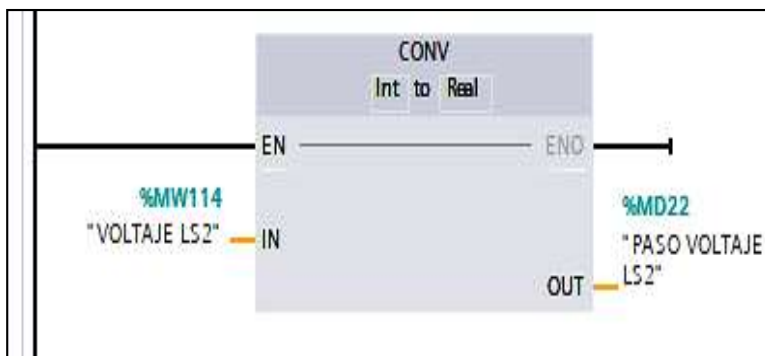 CONV
Int to Real
EN ENO
%MW114
"VOLTAJE LS2" IN
%MD22
"PASO VOLTAJE
LS2"
OUT